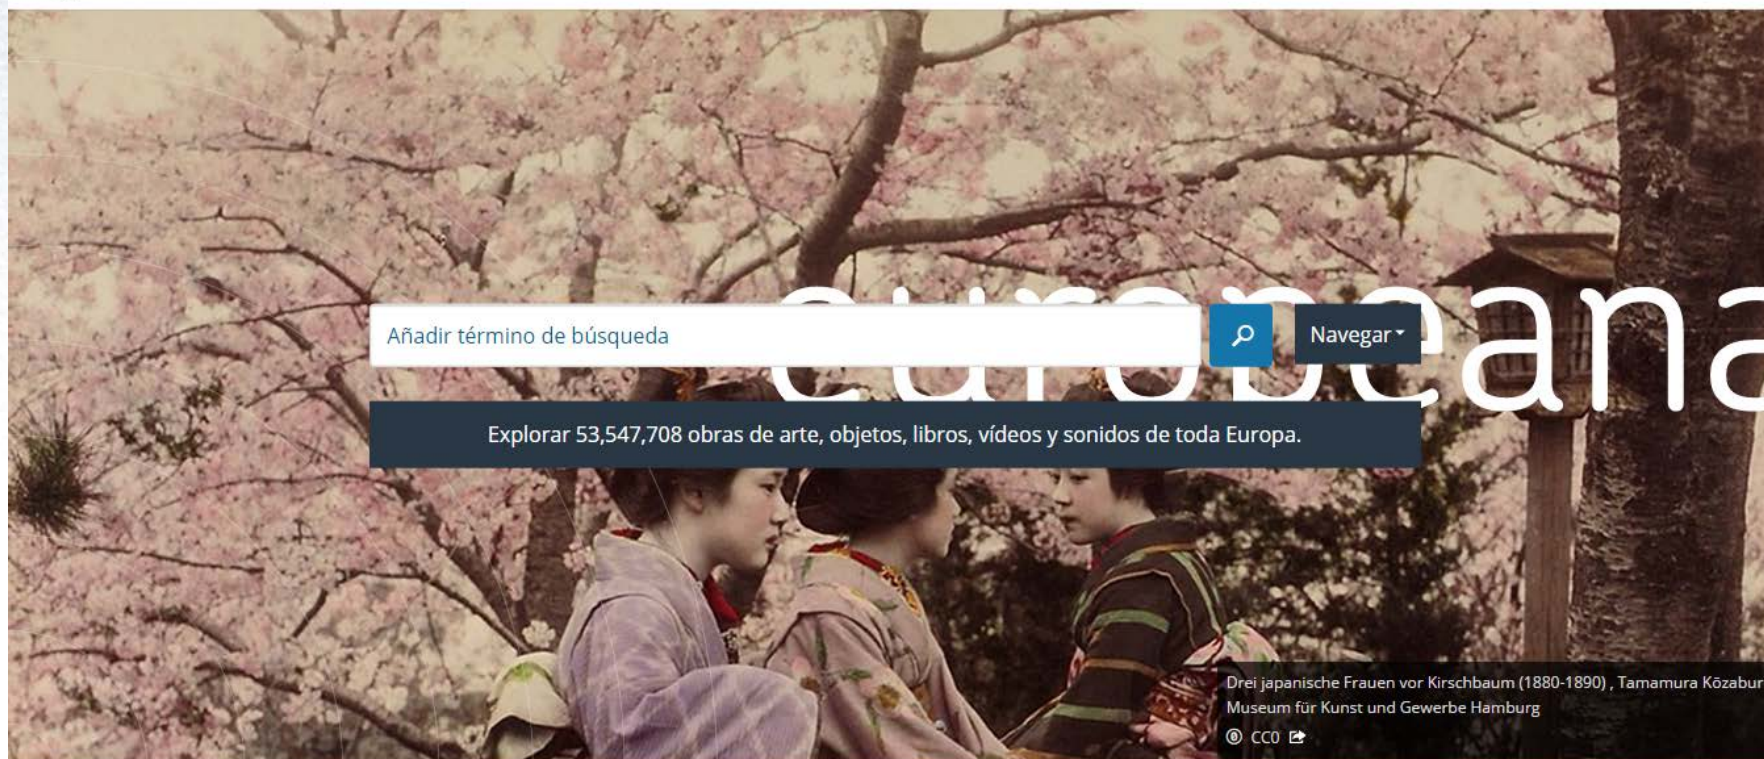 europeana
Añadir término de búsqueda
Navegar
Explorar 53,547,708 obras de arte, objetos, libros, vídeos y sonidos de toda Europa.
Drei japanische Frauen vor Kirschbaum (1880-1890) , Tamamura Kōzabur
Museum für Kunst und Gewerbe Hamburg
CC0